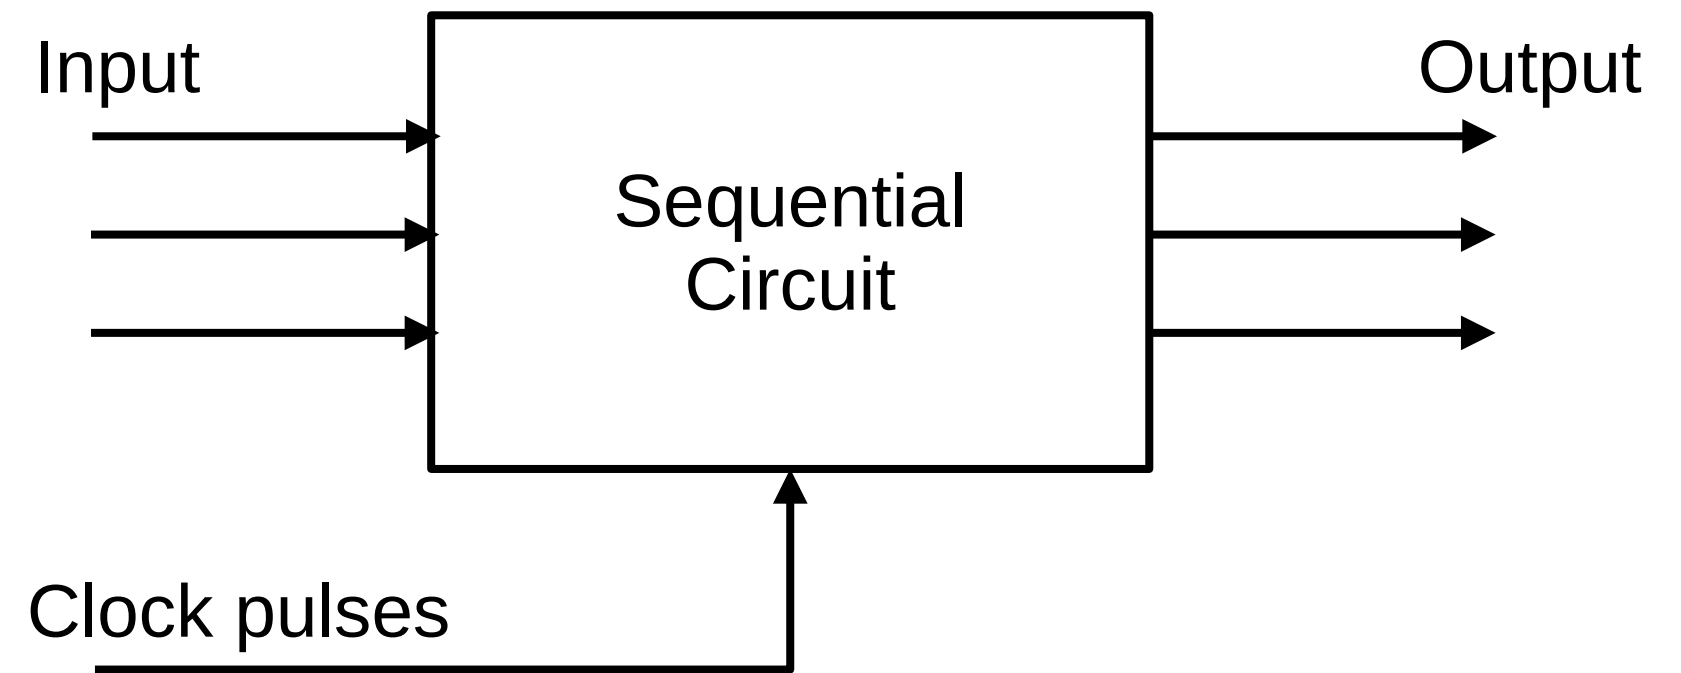 Input
Output
Sequential
Circuit
Clock pulses